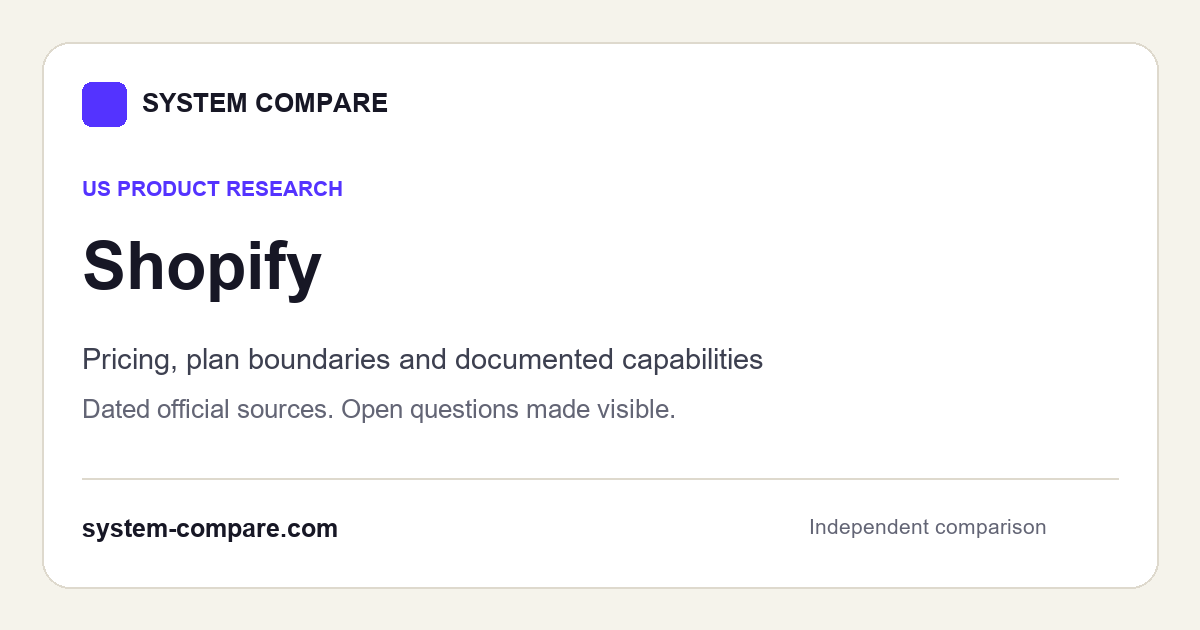 SYSTEM COMPARE
US PRODUCT RESEARCH
Shopify
Pricing, plan boundaries and documented capabilities
Dated official sources. Open questions made visible.
system-compare.com
Independent comparison